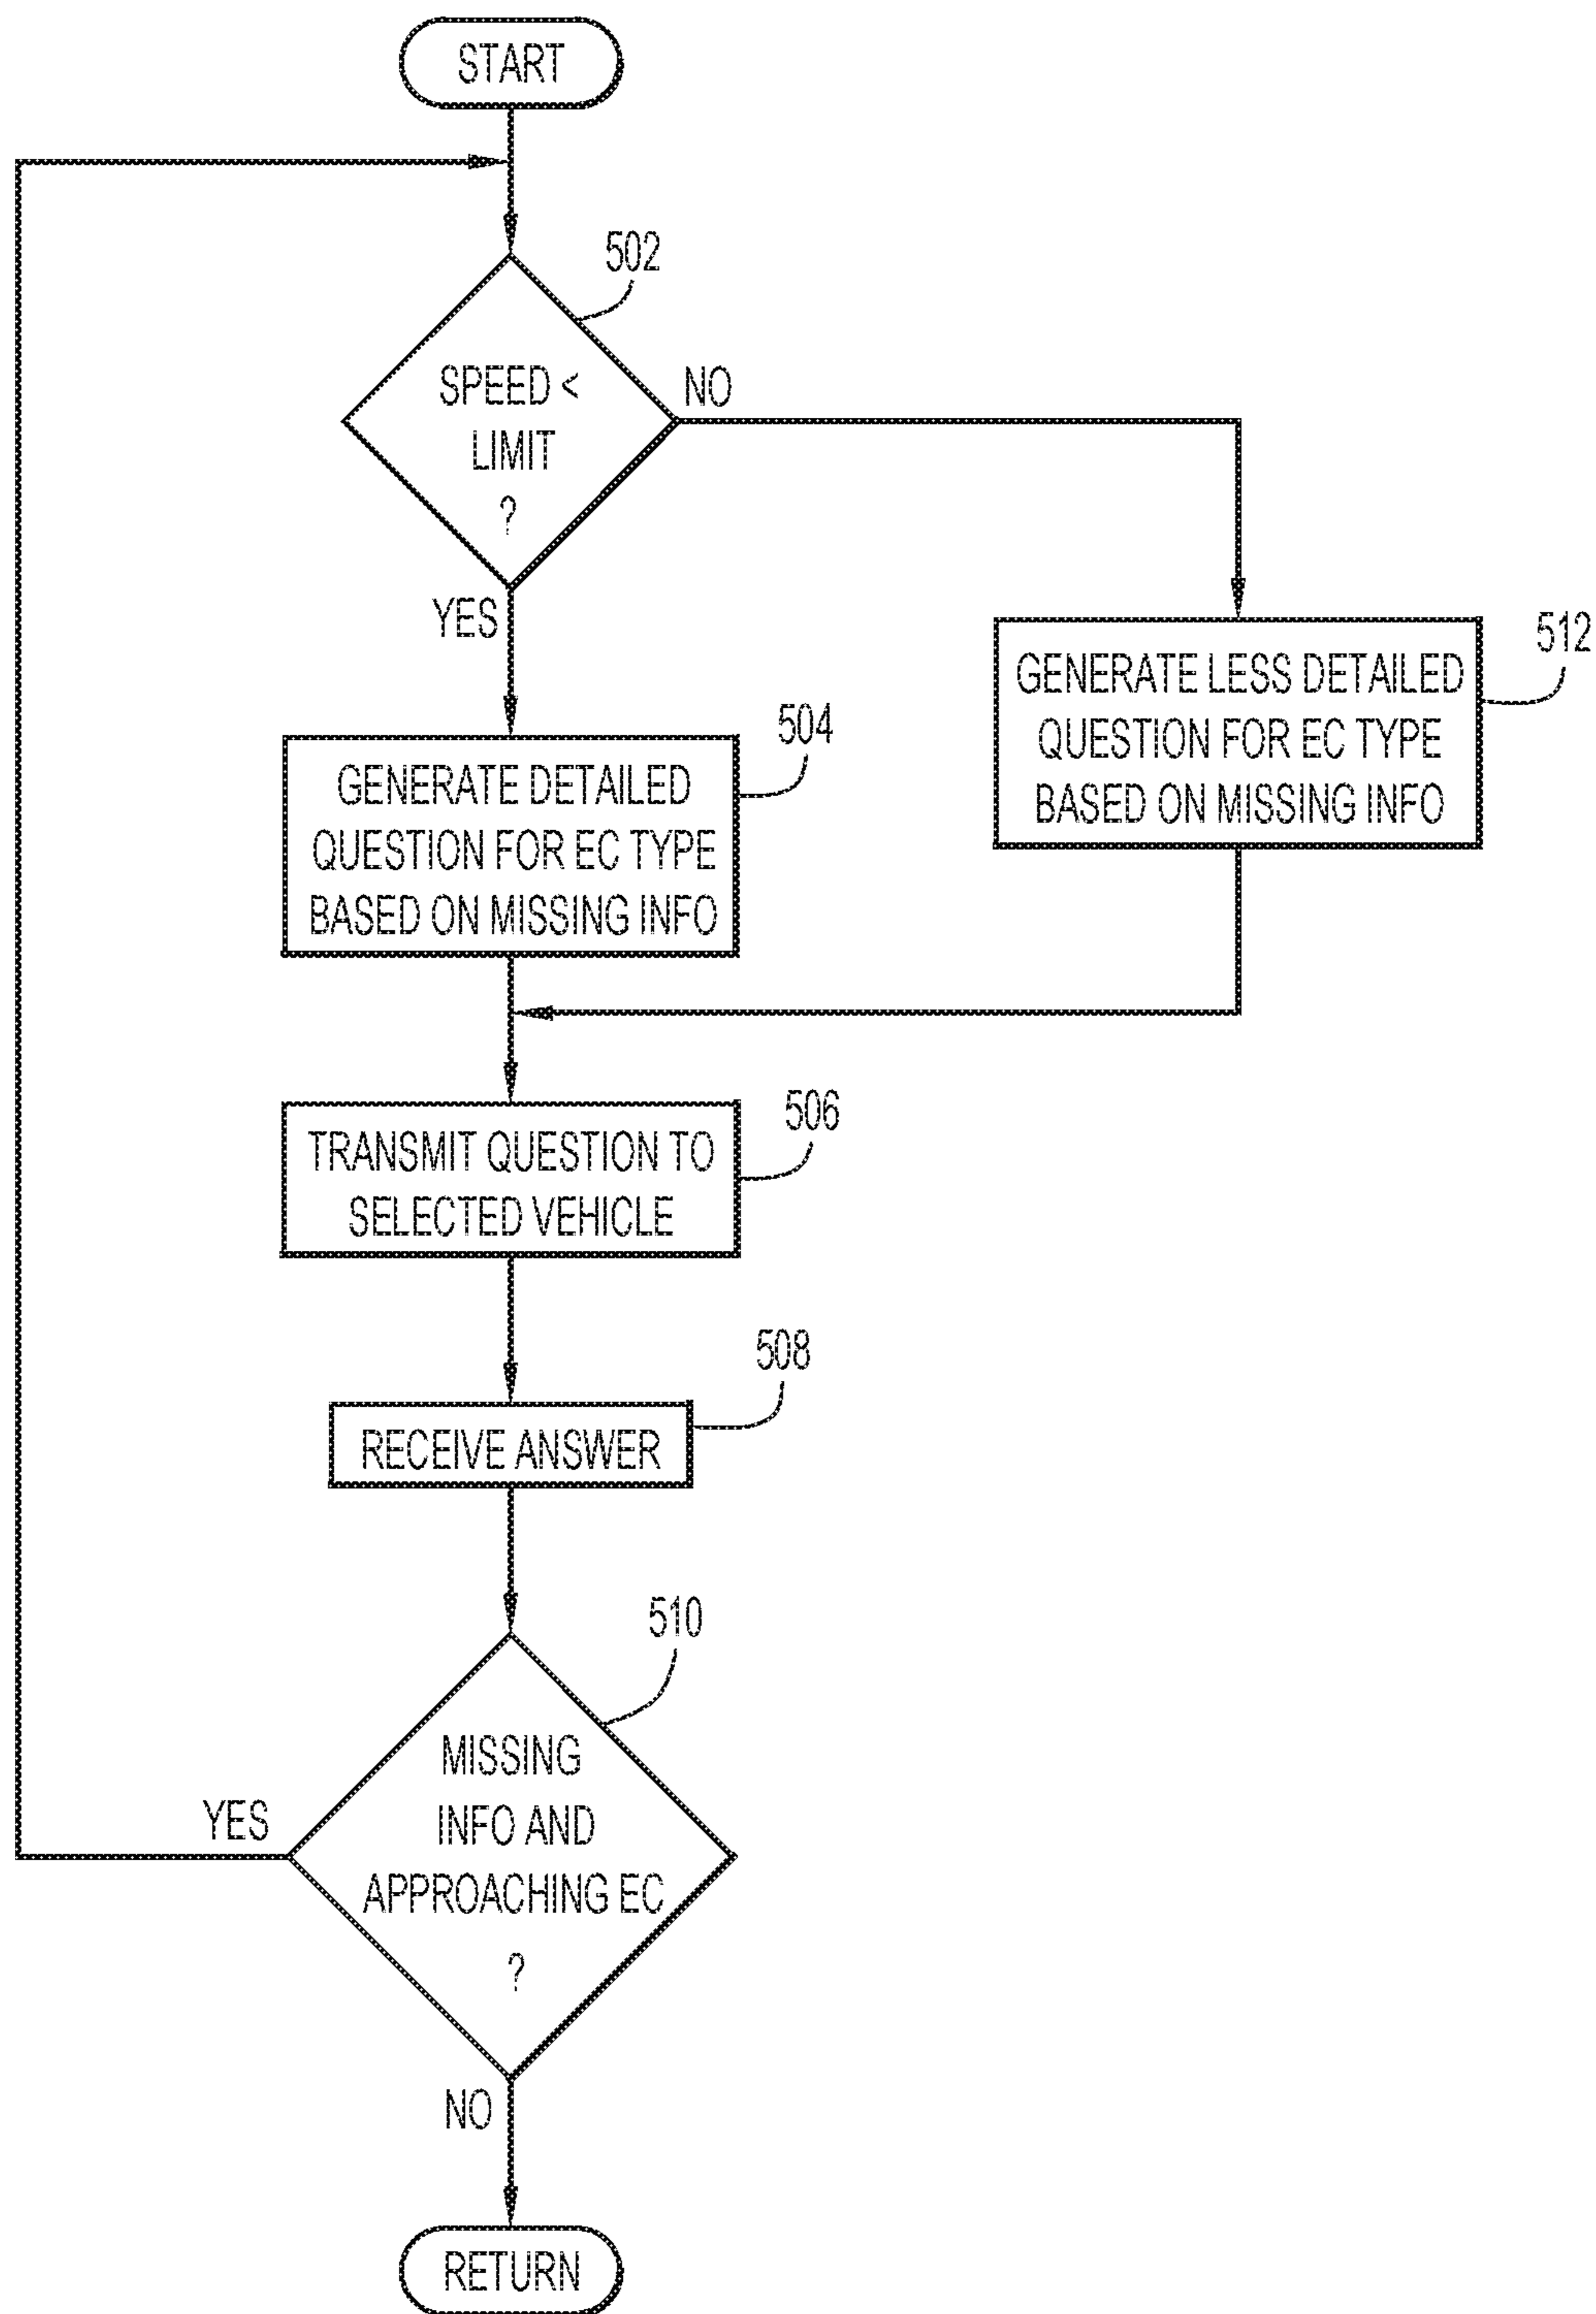 START
502
SPEED <
LIMIT
?
NO
YES
512
GENERATE LESS DETAILED
QUESTION FOR EC TYPE
BASED ON MISSING INFO
504
GENERATE DETAILED
QUESTION FOR EC TYPE
BASED ON MISSING INFO
506
TRANSMIT QUESTION TO
SELECTED VEHICLE
508
RECEIVE ANSWER
510
MISSING
INFO AND
APPROACHING EC
?
YES
NO
RETURN